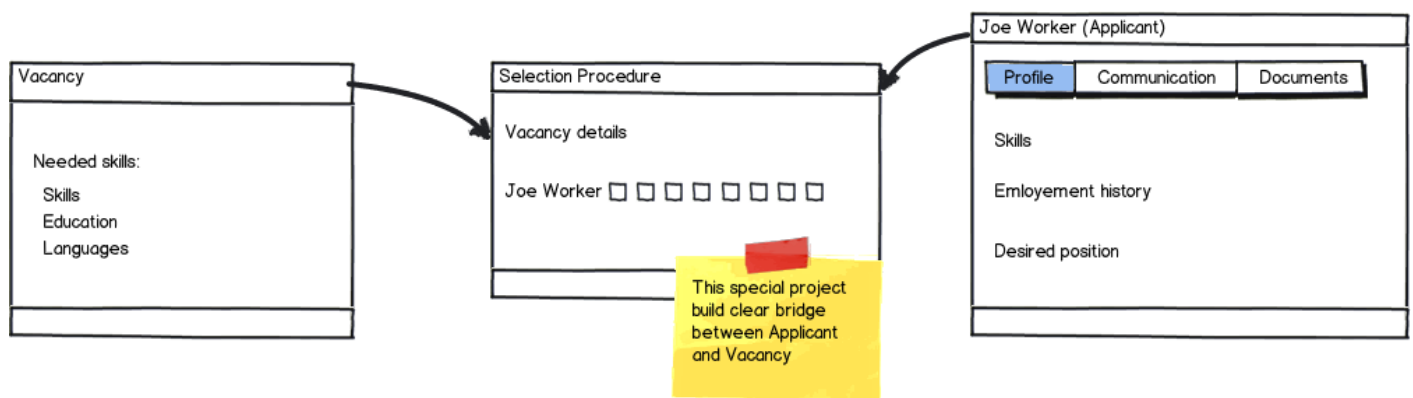 Vacancy
Needed skills:
Skills
Education
Languages
Selection Procedure
Vacancy details
Joe Worker
This special project
build clear bridge
between Applicant
and Vacancy
Joe Worker (Applicant)
Profile Communication Documents
Skills
Emloyement history
Desired position